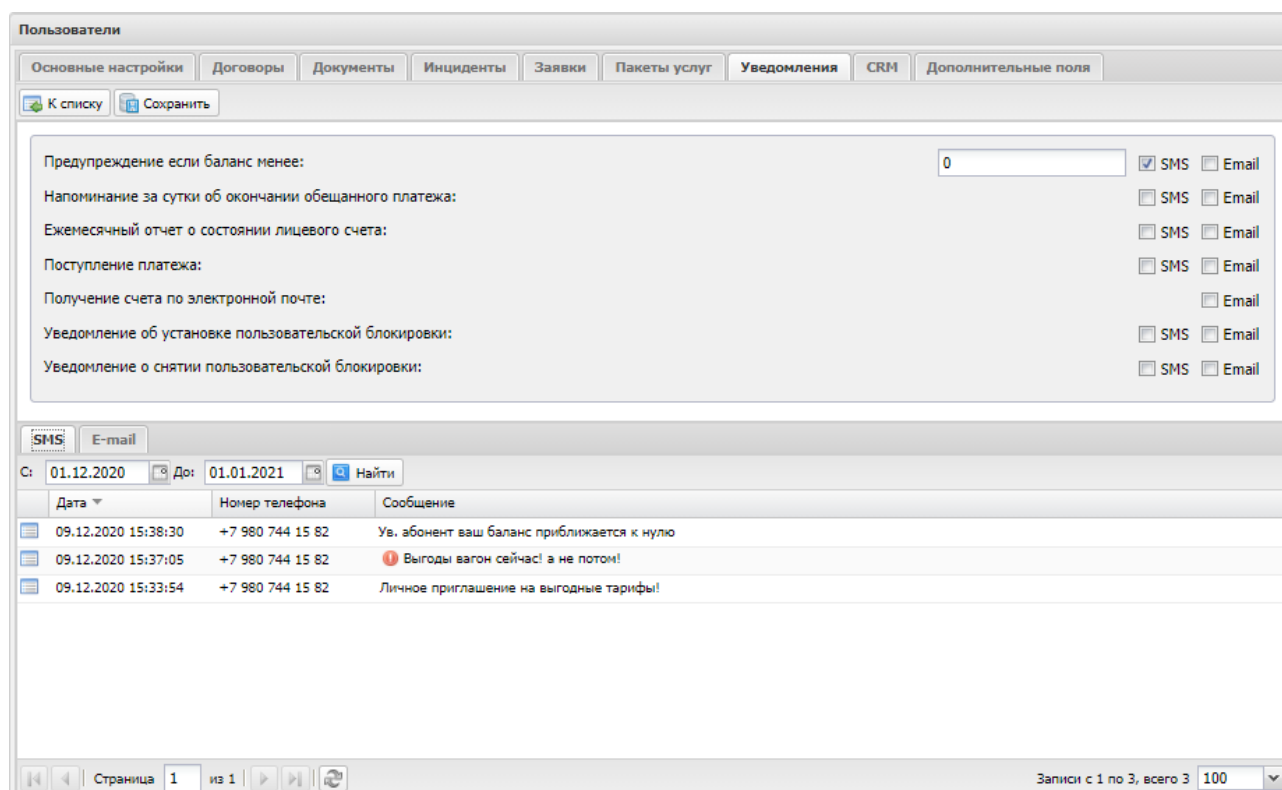 Пользователи
Основные настройки Договоры Документы Инциденты Заявки Пакеты услуг Уведомления CRM Дополнительные поля
К списку Сохранить
Предупреждение если баланс менее: 0 SMS Email
Напоминание за сутки об окончании обещанного платежа: SMS Email
Ежемесячный отчет о состоянии лицевого счета: SMS Email
Поступление платежа: SMS Email
Получение счета по электронной почте: Email
Уведомление об установке пользовательской блокировки: SMS Email
Уведомление о снятии пользовательской блокировки: SMS Email
SMS E-mail
С: 01.12.2020 До: 01.01.2021 Найти
Дата Номер телефона Сообщение
09.12.2020 15:38:30 +7 980 744 15 82 Ув. абонент ваш баланс приближается к нулю
09.12.2020 15:37:05 +7 980 744 15 82 Выгоды вагон сейчас! а не потом!
09.12.2020 15:33:54 +7 980 744 15 82 Личное приглашение на выгодные тарифы!
Страница 1 из 1 Записи с 1 по 3, всего 3 100